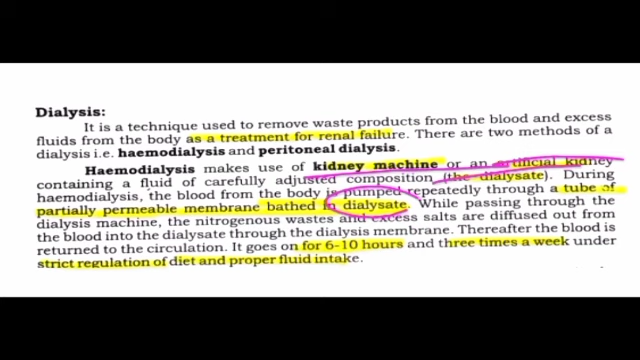 Dialysis:
It is a technique used to remove waste products from the blood and excess
fluids from the body as a treatment for renal failure. There are two methods of a
dialysis i.e. haemodialysis and peritoneal dialysis.
Haemodialysis makes use of kidney machine or an artificial kidney
containing a fluid of carefully adjusted composition (the dialysate). During
haemodialysis, the blood from the body is pumped repeatedly through a tube of
partially permeable membrane bathed in dialysate. While passing through the
dialysis machine, the nitrogenous wastes and excess salts are diffused out from
the blood into the dialysate through the dialysis membrane. Thereafter the blood is
returned to the circulation. It goes on for 6-10 hours and three times a week under
strict regulation of diet and proper fluid intake.